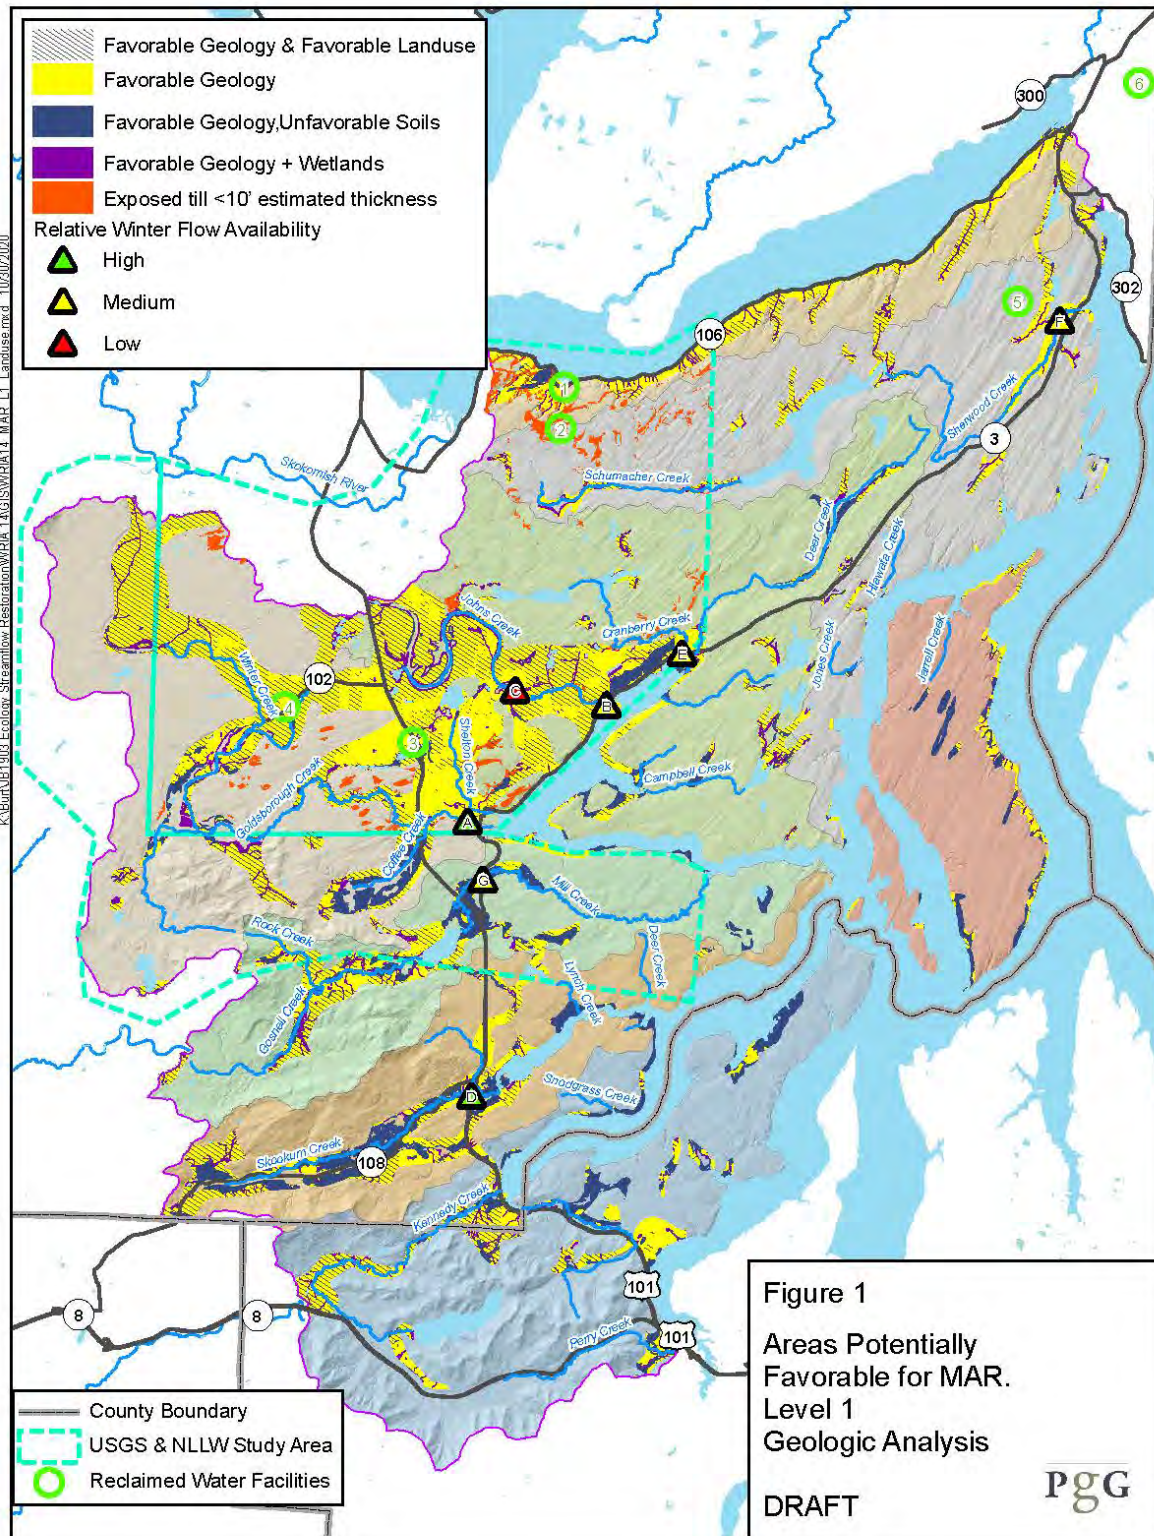 Favorable Geology & Favorable Landuse
Favorable Geology
Favorable Geology,Unfavorable Soils
Favorable Geology + Wetlands
Exposed till <10' estimated thickness
Relative Winter Flow Availability
High
Medium
Low
300
6
302
5
F
106
1
2
Sherwood Creek
3
Skokomish River
Schumacher Creek
Deer Creek
Hiawata Creek
Johns Creek
Cranberry Creek
E
Jones Creek
Jarrell Creek
Winter Creek
102
C
B
4
3
Shelton Creek
Campbell Creek
Goldsborough Creek
A
Coffee Creek
G
Mill Creek
Rock Creek
Deer Creek
Lynch Creek
Gosnell Creek
Snodgrass Creek
D
Skookum Creek
108
Kennedy Creek
101
8
8
Perry Creek
101
Figure 1
Areas Potentially
Favorable for MAR.
Level 1
Geologic Analysis
DRAFT
PgG
County Boundary
USGS & NLLW Study Area
Reclaimed Water Facilities